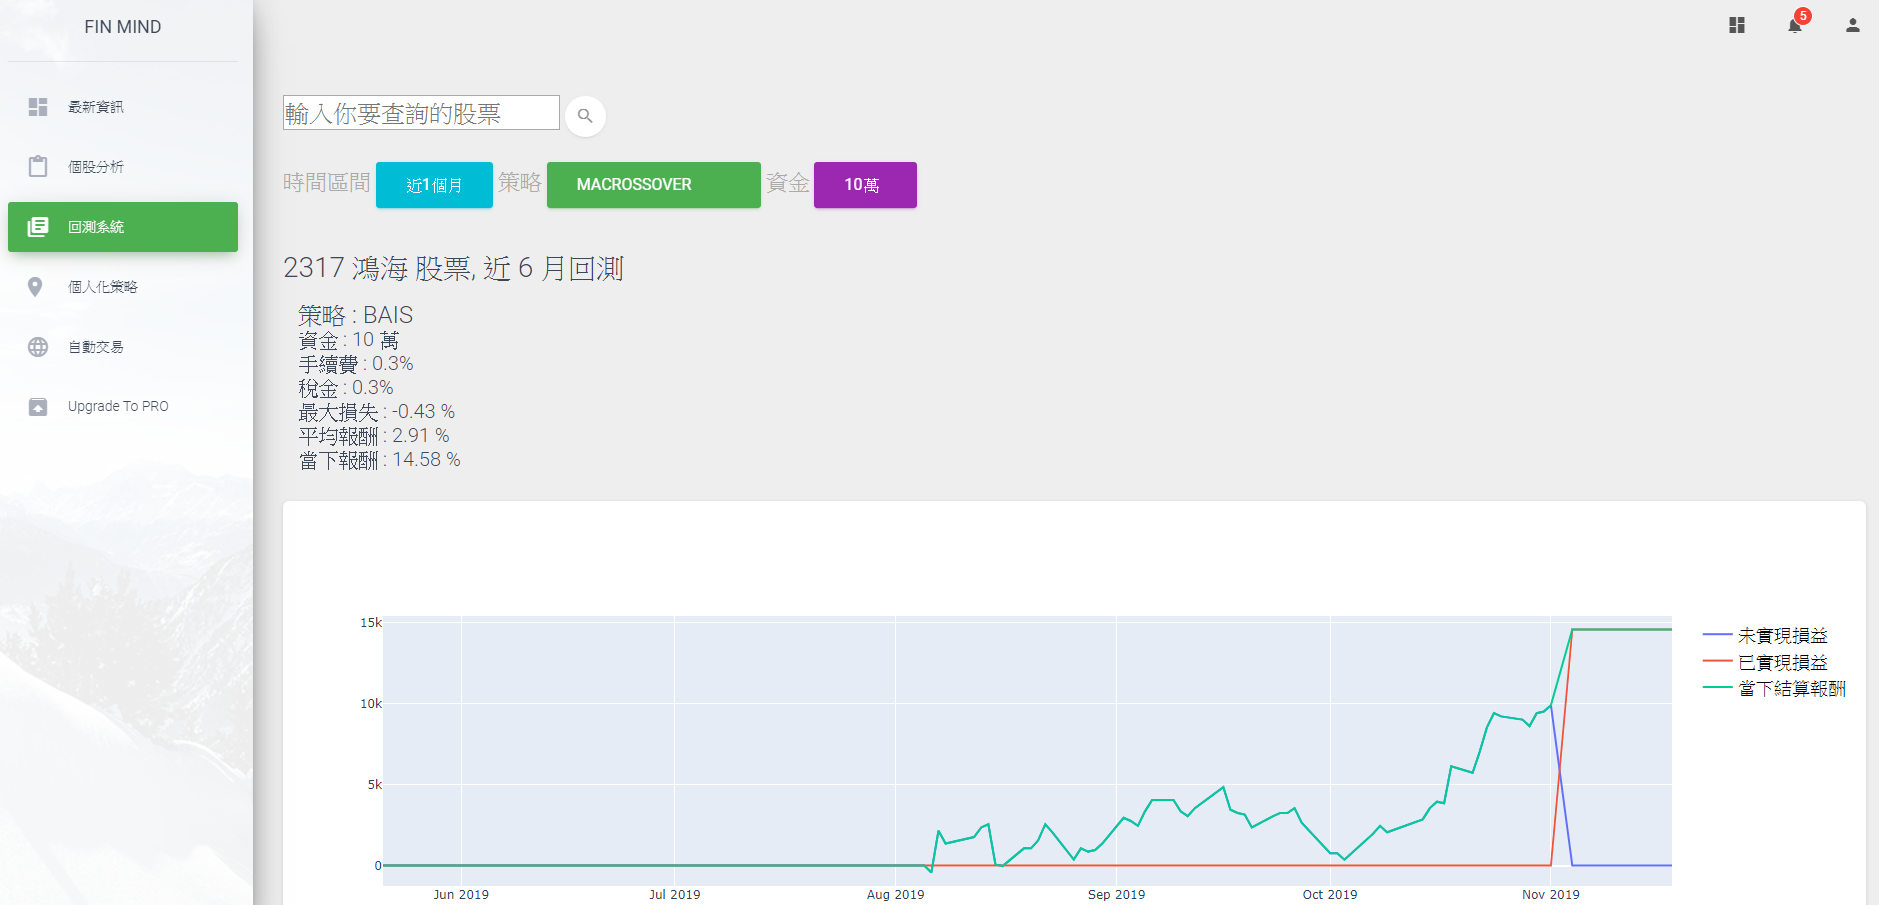 FIN MIND
最新資訊
個股分析
回測系統
個人化策略
自動交易
Upgrade To PRO
5
輸入你要查詢的股票
時間區間 近1個月 策略 MACROSSOVER 資金 10萬
2317 鴻海 股票, 近 6 月回測
策略 : BAIS
資金 : 10 萬
手續費 : 0.3%
稅金 : 0.3%
最大損失 : -0.43 %
平均報酬 : 2.91 %
當下報酬 : 14.58 %
15k
10k
5k
0
Jun 2019 Jul 2019 Aug 2019 Sep 2019 Oct 2019 Nov 2019
未實現損益
已實現損益
當下結算報酬